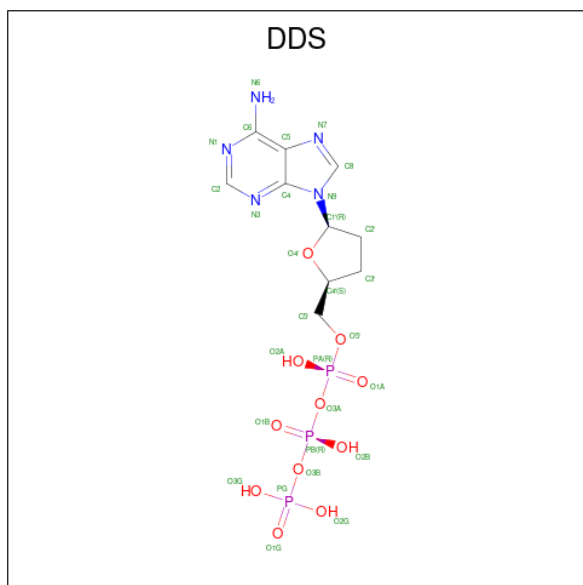 DDS
N6
NH2
C6
N1
C5
N7
C2
C8
N3
C4
N9
N
N
N
N
C1'(R)
C2'
O4'
O
C3'
C4'(S)
C5'
O5'
O
O2A
HO
PA(R)
P
O
O1A
O3A
O
O1B
O
P
OH
O2B
PB(R)
O3B
O
O3G
HO
PG
P
OH
O2G
O
O1G